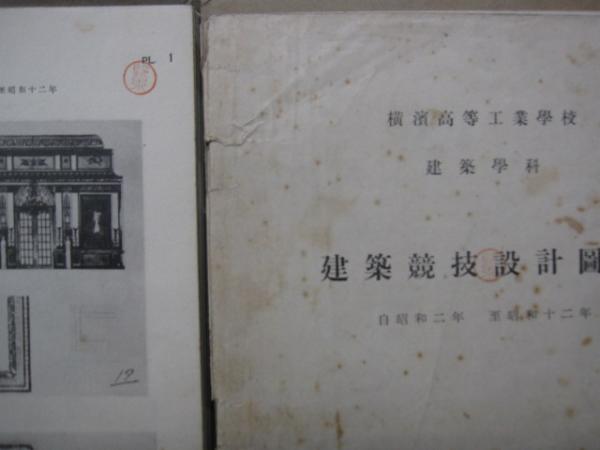 PL 1
至昭和十二年
19
横濱高等工業學校
建築學科
建築競技設計圖
自昭和二年 至昭和十二年